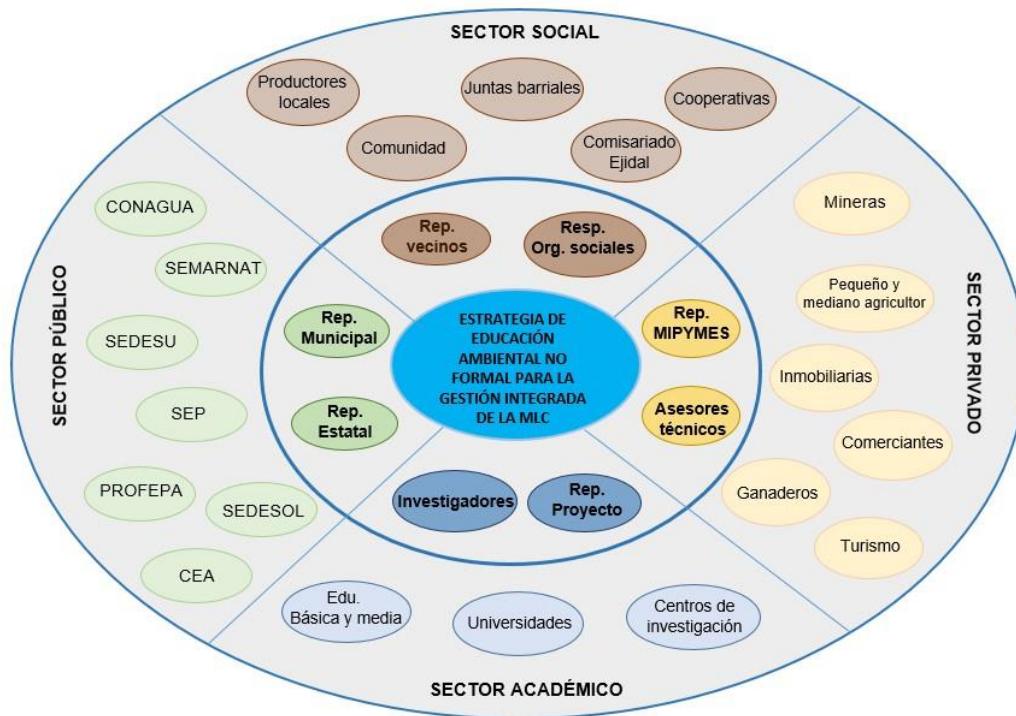 SECTOR SOCIAL
Productores
locales
Juntas barriales
Cooperativas
Comunidad
Comisariado
Ejidal
SECTOR PÚBLICO
CONAGUA
SEMARNAT
SEDESU
SEP
PROFEPA
SEDESOL
CEA
Rep.
vecinos
Resp.
Org. sociales
Rep.
Municipal
Rep.
Estatal
ESTRATEGIA DE
EDUCACIÓN
AMBIENTAL NO
FORMAL PARA LA
GESTIÓN INTEGRADA
DE LA MLC
Rep.
MIPYMES
Asesores
técnicos
Investigadores
Rep.
Proyecto
SECTOR PRIVADO
Mineras
Pequeño y
mediano agricultor
Inmobiliarias
Comerciantes
Ganaderos
Turismo
Edu.
Básica y media
Universidades
Centros de
investigación
SECTOR ACADÉMICO